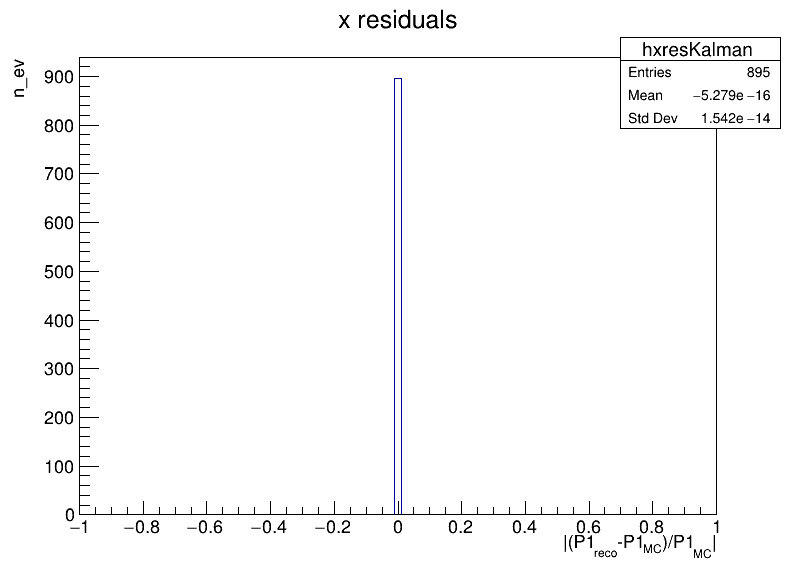 x residuals
hxresKalman
Entries 895
Mean −5.279e −16
Std Dev 1.542e −14
n_ev
900
800
700
600
500
400
300
200
100
0
−1 −0.8 −0.6 −0.4 −0.2 0 0.2 0.4 0.6 0.8 1
|(P1reco-P1MC)/P1MC|